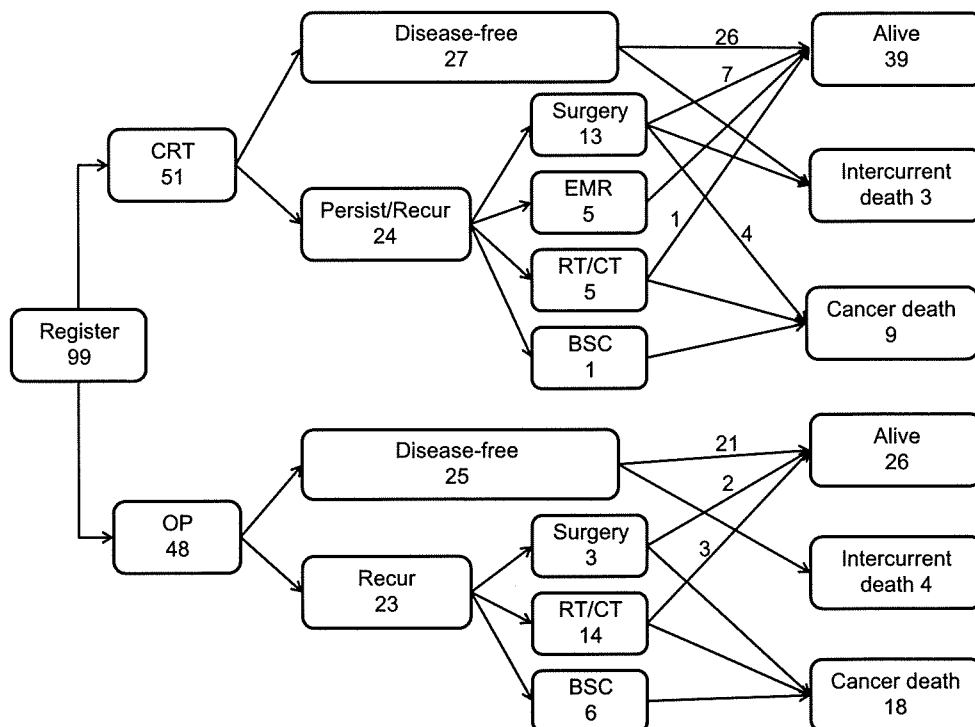 Register
99
CRT
51
Disease-free
27
Persist/Recur
24
Surgery
13
EMR
5
RT/CT
5
BSC
1
26
7
1
4
Alive
39
Intercurrent
death 3
Cancer death
9
OP
48
Disease-free
25
Recur
23
Surgery
3
RT/CT
14
BSC
6
21
2
3
Alive
26
Intercurrent
death 4
Cancer death
18